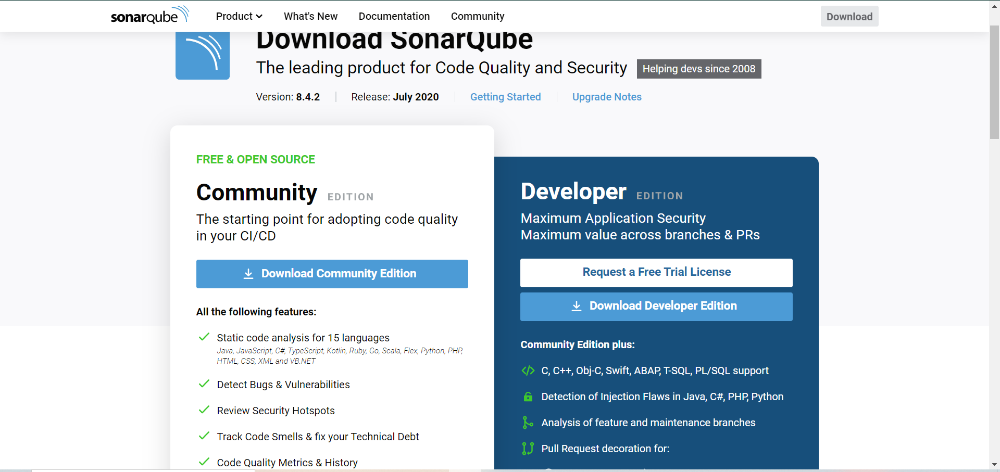 sonarqube
Product
What's New
Documentation
Community
Download
Download SonarQube
The leading product for Code Quality and Security
Helping devs since 2008
Version: 8.4.2
Release: July 2020
Getting Started
Upgrade Notes
FREE & OPEN SOURCE
Community EDITION
The starting point for adopting code quality
in your CI/CD
Download Community Edition
All the following features:
Static code analysis for 15 languages
Java, JavaScript, C#, TypeScript, Kotlin, Ruby, Go, Scala, Flex, Python, PHP,
HTML, CSS, XML and VB.NET
Detect Bugs & Vulnerabilities
Review Security Hotspots
Track Code Smells & fix your Technical Debt
Code Quality Metrics & History
Developer EDITION
Maximum Application Security
Maximum value across branches & PRs
Request a Free Trial License
Download Developer Edition
Community Edition plus:
C, C++, Obj-C, Swift, ABAP, T-SQL, PL/SQL support
Detection of Injection Flaws in Java, C#, PHP, Python
Analysis of feature and maintenance branches
Pull Request decoration for: